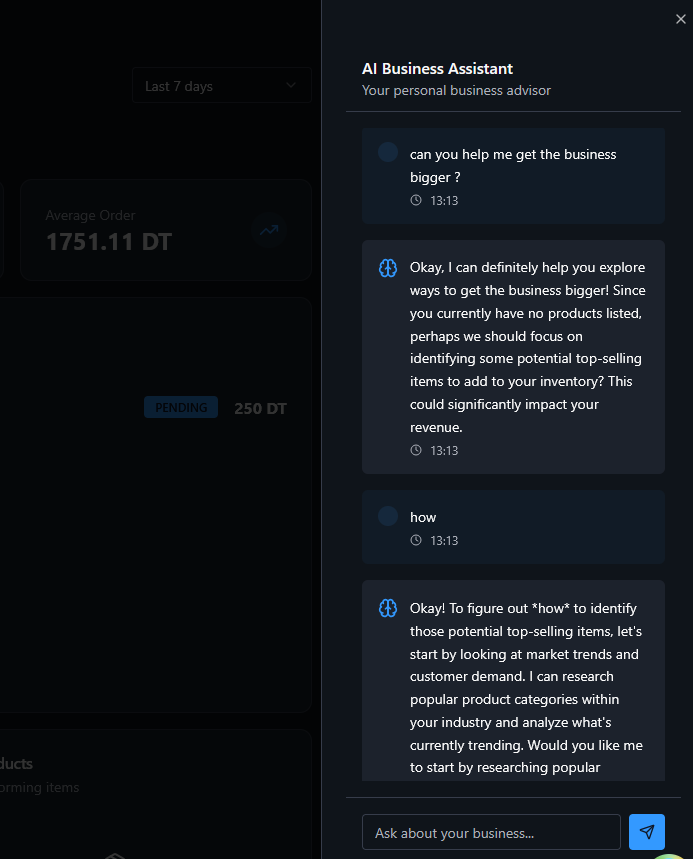 Last 7 days
Average Order
1751.11 DT
PENDING
250 DT
ducts
orming items
AI Business Assistant
Your personal business advisor
can you help me get the business
bigger ?
13:13
Okay, I can definitely help you explore
ways to get the business bigger! Since
you currently have no products listed,
perhaps we should focus on
identifying some potential top-selling
items to add to your inventory? This
could significantly impact your
revenue.
13:13
how
13:13
Okay! To figure out *how* to identify
those potential top-selling items, let's
start by looking at market trends and
customer demand. I can research
popular product categories within
your industry and analyze what's
currently trending. Would you like me
to start by researching popular
Ask about your business...